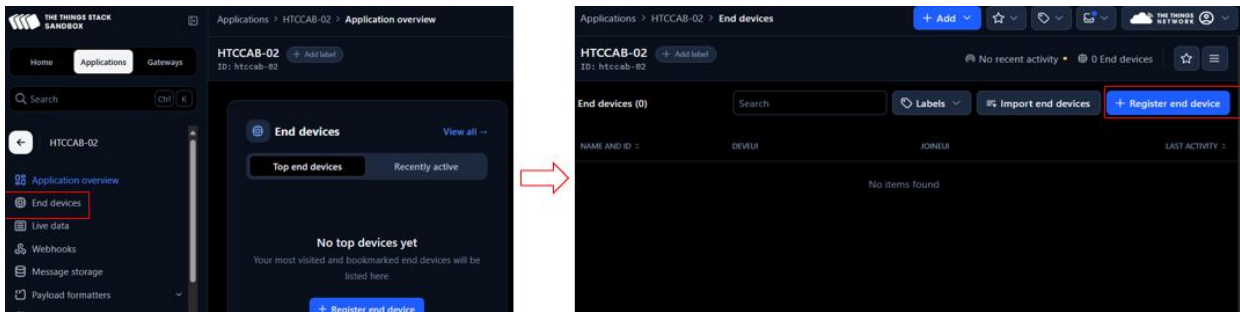 THE THINGS STACK
SANDBOX
Home Applications Gateways
Search Ctrl K
HTCCAB-02
Application overview
End devices
Live data
Webhooks
Message storage
Payload formatters
Applications > HTCCAB-02 > Application overview
HTCCAB-02 + Add label
ID: htccab-02
End devices View all →
Top end devices Recently active
No top devices yet
Your most visited and bookmarked end devices will be
listed here
+ Register end device
Applications > HTCCAB-02 > End devices + Add THE THINGS
NETWORK
HTCCAB-02 + Add label
ID: htccab-02
No recent activity • 0 End devices
End devices (0) Search Labels Import end devices + Register end device
NAME AND ID DEVEUI JOINEUI LAST ACTIVITY
No items found